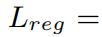 L_{reg} =